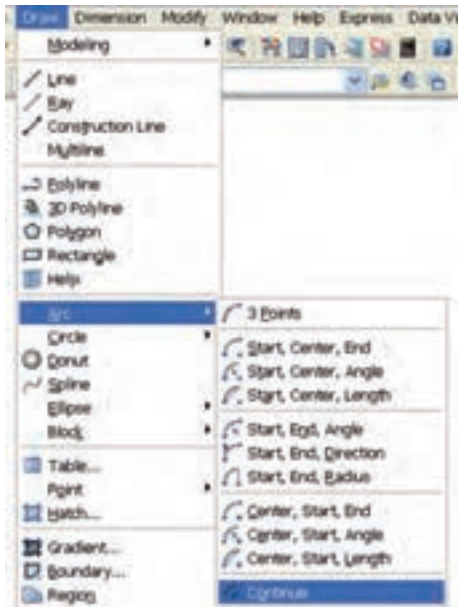 Draw Dimension Modify Window Help Express Data V
Modeling
Line
Ray
Construction Line
Multiline
Polyline
3D Polyline
Polygon
Rectangle
Helix
Arc
Circle
Donut
Spline
Ellipse
Block
Table...
Point
Hatch...
Gradient...
Boundary...
Region
3 Points
Start, Center, End
Start, Center, Angle
Start, Center, Length
Start, End, Angle
Start, End, Direction
Start, End, Radius
Center, Start, End
Center, Start, Angle
Center, Start, Length
Continue